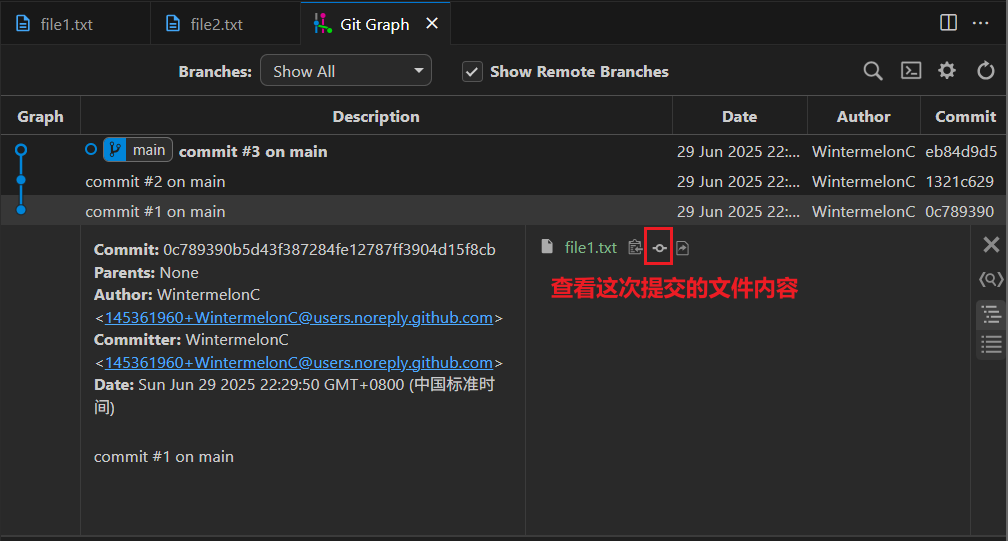 file1.txt file2.txt Git Graph
Branches: Show All Show Remote Branches
Graph Description Date Author Commit
main commit #3 on main 29 Jun 2025 22:... WintermelonC eb84d9d5
commit #2 on main 29 Jun 2025 22:... WintermelonC 1321c629
commit #1 on main 29 Jun 2025 22:... WintermelonC 0c789390
Commit: 0c789390b5d43f387284fe12787ff3904d15f8cb
Parents: None
Author: WintermelonC
<145361960+WintermelonC@users.noreply.github.com>
Committer: WintermelonC
<145361960+WintermelonC@users.noreply.github.com>
Date: Sun Jun 29 2025 22:29:50 GMT+0800 (中国标准时
间)
commit #1 on main
file1.txt
查看这次提交的文件内容